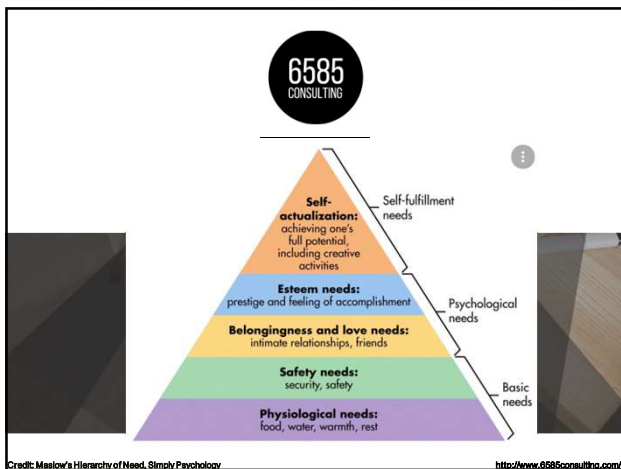 6585
CONSULTING
Self-
actualization:
achieving one's
full potential,
including creative
activities
Self-fulfillment
needs
Esteem needs:
prestige and feeling of accomplishment
Psychological
needs
Belongingness and love needs:
intimate relationships, friends
Safety needs:
security, safety
Basic
needs
Physiological needs:
food, water, warmth, rest
Credit: Maslow's Hierarchy of Need, Simply Psychology
http://www.6585consulting.com/